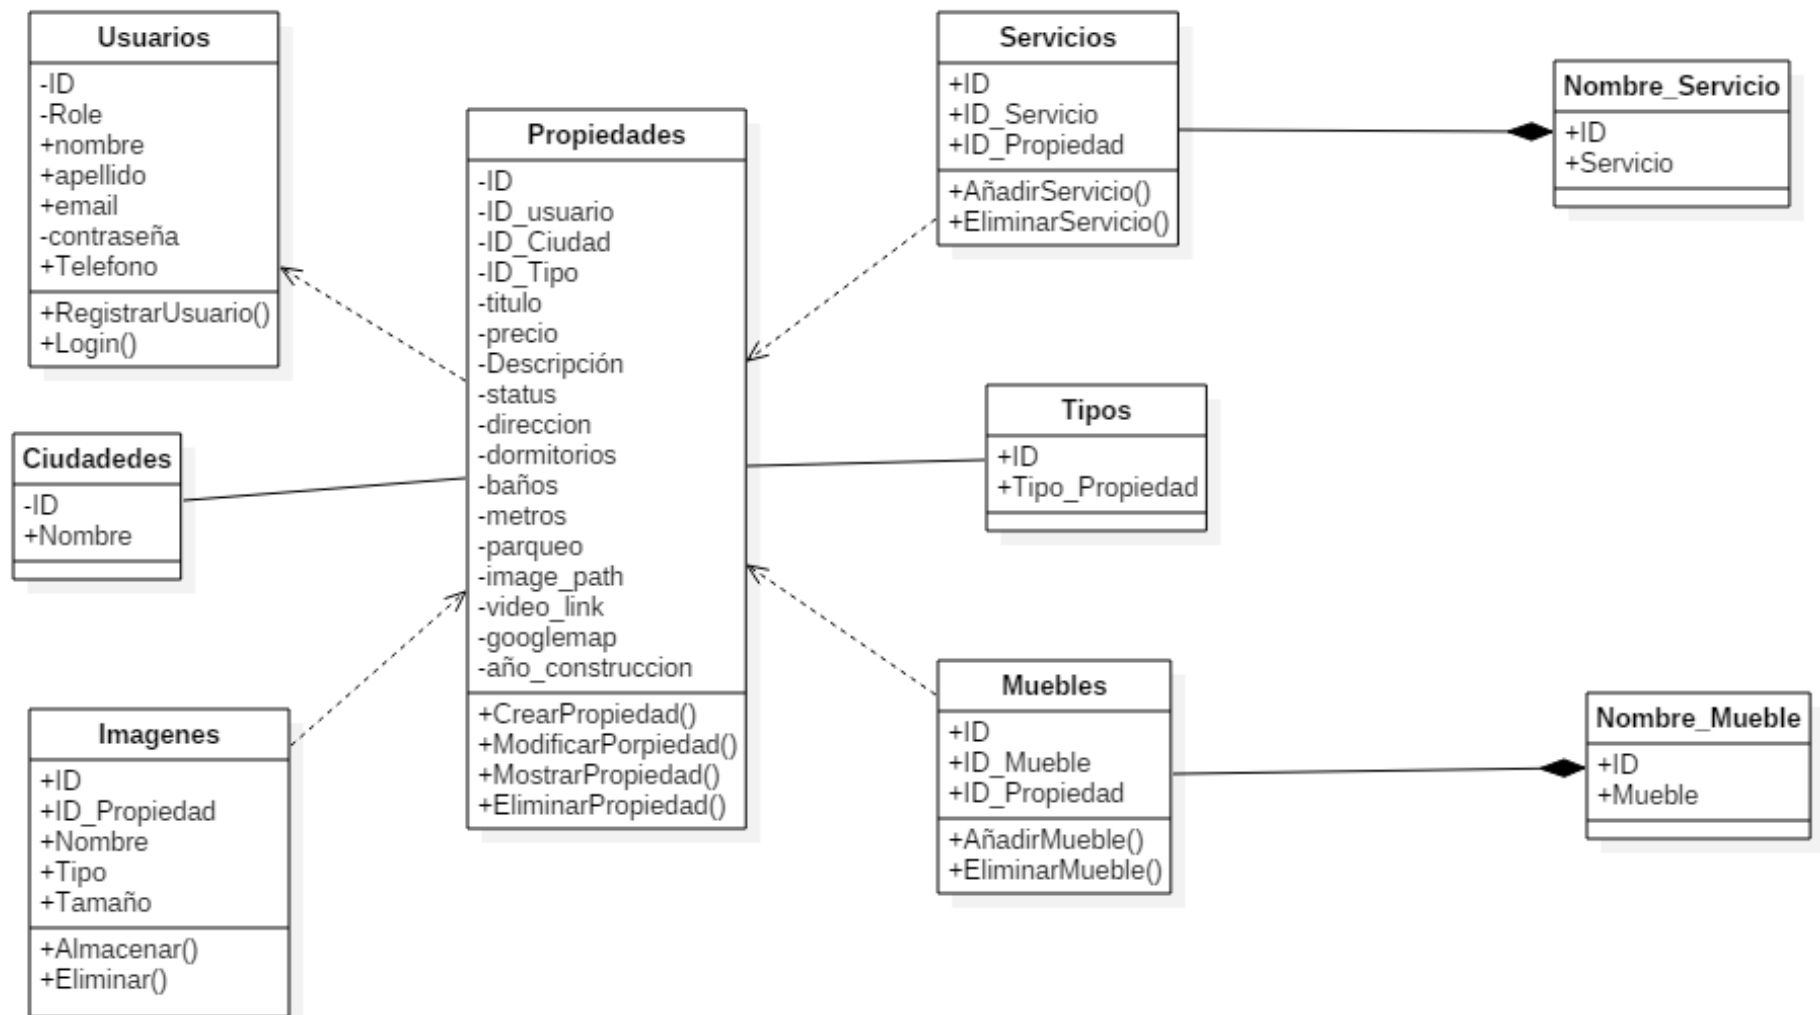 Usuarios
-ID
-Role
+nombre
+apellido
+email
-contraseña
+Telefono
+RegistrarUsuario()
+Login()
Ciudadedes
-ID
+Nombre
Imagenes
+ID
+ID_Propiedad
+Nombre
+Tipo
+Tamaño
+Almacenar()
+Eliminar()
Propiedades
-ID
-ID_usuario
-ID_Ciudad
-ID_Tipo
-titulo
-precio
-Descripción
-status
-direccion
-dormitorios
-baños
-metros
-parqueo
-image_path
-video_link
-googlemap
-año_construccion
+CrearPropiedad()
+ModificarPorpiedad()
+MostrarPropiedad()
+EliminarPropiedad()
Servicios
+ID
+ID_Servicio
+ID_Propiedad
+AñadirServicio()
+EliminarServicio()
Tipos
+ID
+Tipo_Propiedad
Muebles
+ID
+ID_Mueble
+ID_Propiedad
+AñadirMueble()
+EliminarMueble()
Nombre_Servicio
+ID
+Servicio
Nombre_Mueble
+ID
+Mueble